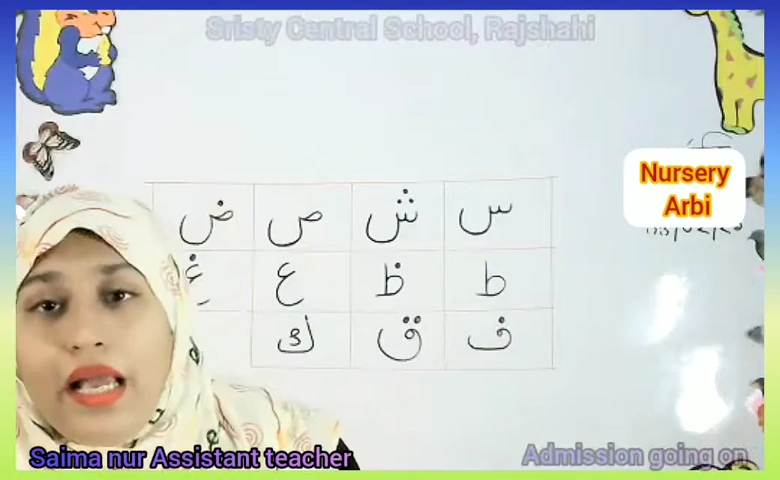 Sristy Central School, Rajshahi
Nursery
Arbi
س ش ص ض
ط ظ ع غ
ف ق ك
Saima nur Assistant teacher
Admission going on